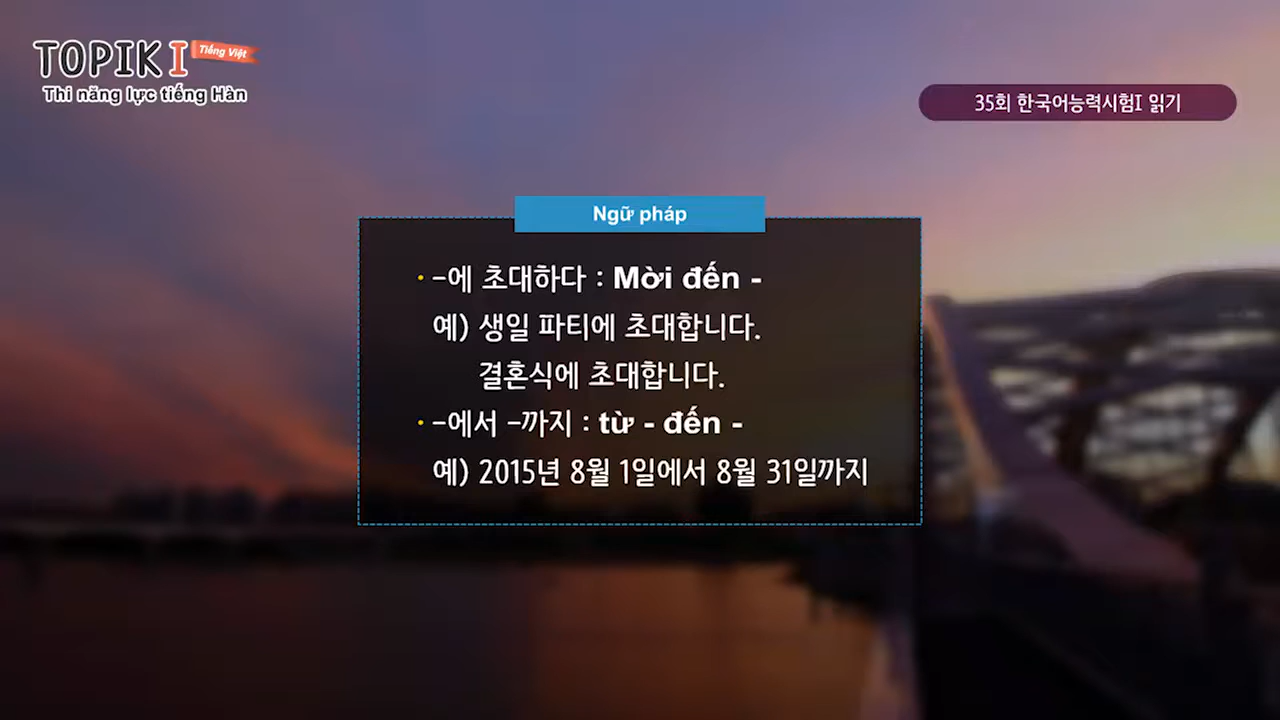 TOPIK I Tiếng Việt
Thi năng lực tiếng Hàn
35회 한국어능력시험I 읽기
Ngữ pháp
· –에 초대하다 : Mời đến -
예) 생일 파티에 초대합니다.
결혼식에 초대합니다.
· –에서 –까지 : từ - đến -
예) 2015년 8월 1일에서 8월 31일까지